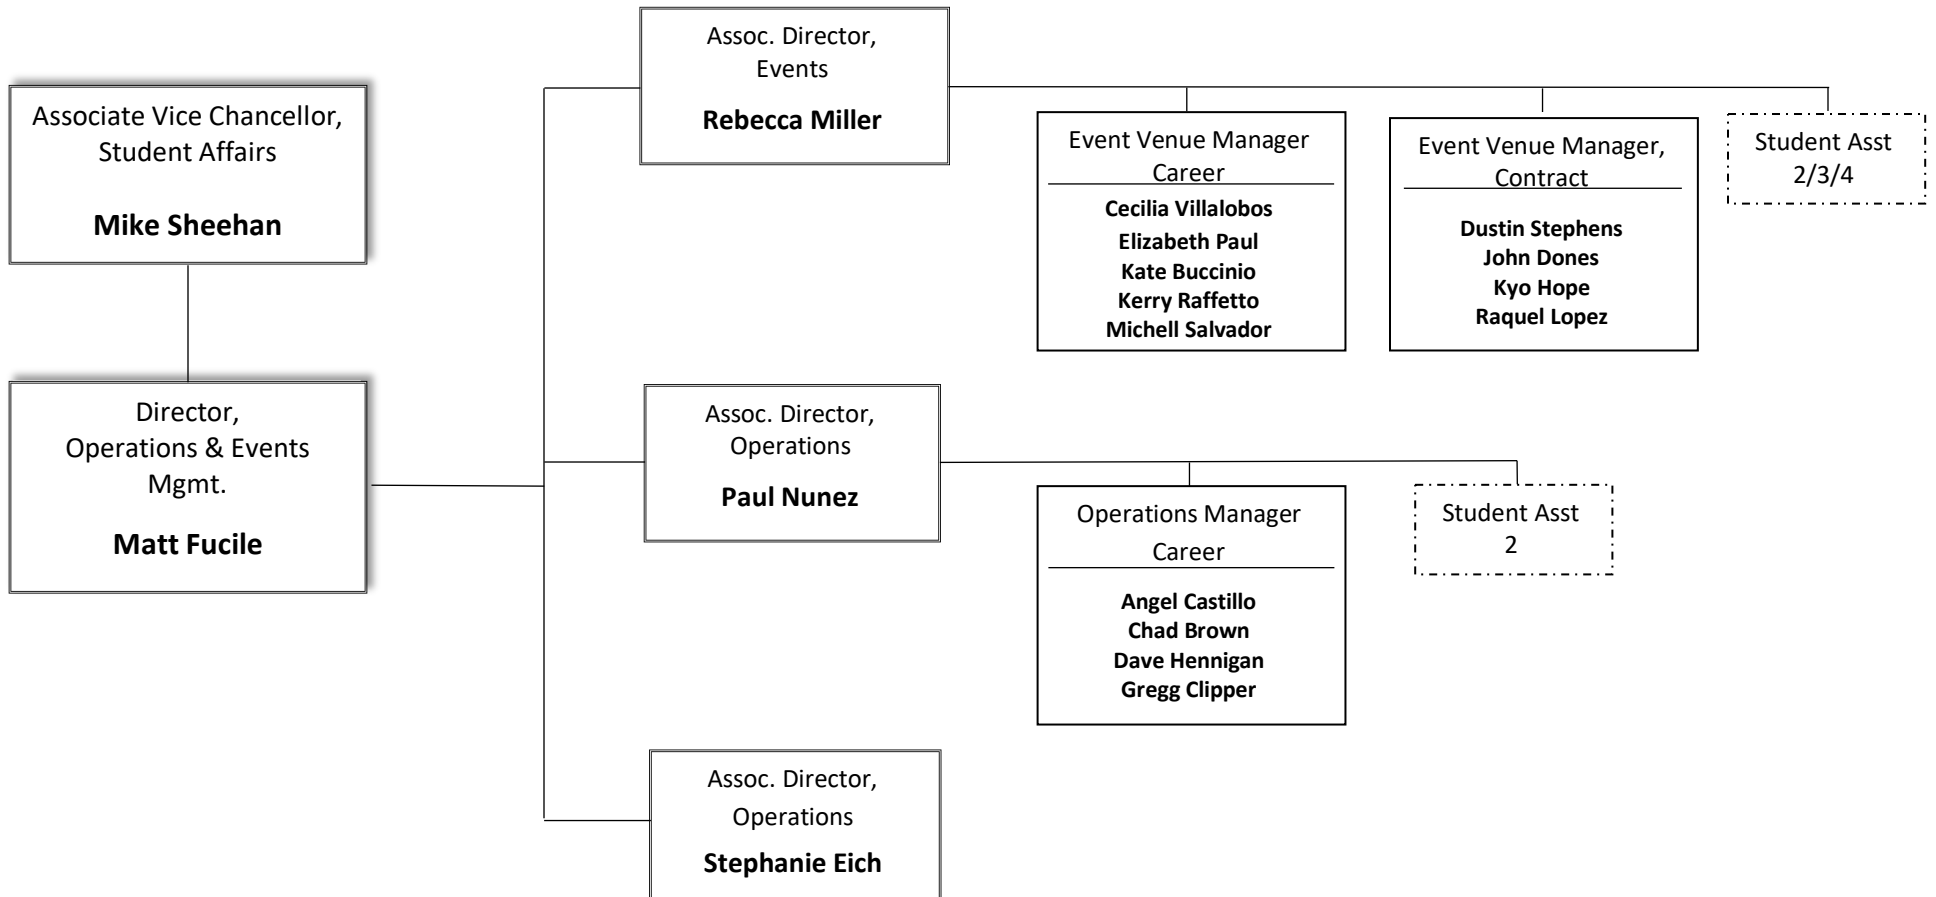 Associate Vice Chancellor,
Student Affairs
Mike Sheehan
Director,
Operations & Events
Mgmt.
Matt Fucile
Assoc. Director,
Events
Rebecca Miller
Event Venue Manager
Career
Cecilia Villalobos
Elizabeth Paul
Kate Buccinio
Kerry Raffetto
Michell Salvador
Event Venue Manager,
Contract
Dustin Stephens
John Dones
Kyo Hope
Raquel Lopez
Student Asst
2/3/4
Assoc. Director,
Operations
Paul Nunez
Operations Manager
Career
Angel Castillo
Chad Brown
Dave Hennigan
Gregg Clipper
Student Asst
2
Assoc. Director,
Operations
Stephanie Eich